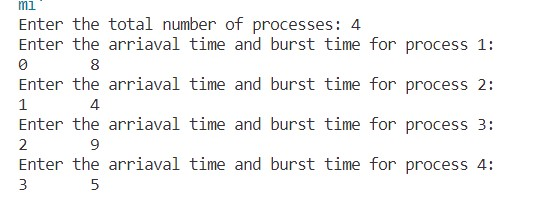 mi
Enter the total number of processes: 4
Enter the arriaval time and burst time for process 1:
0 8
Enter the arriaval time and burst time for process 2:
1 4
Enter the arriaval time and burst time for process 3:
2 9
Enter the arriaval time and burst time for process 4:
3 5